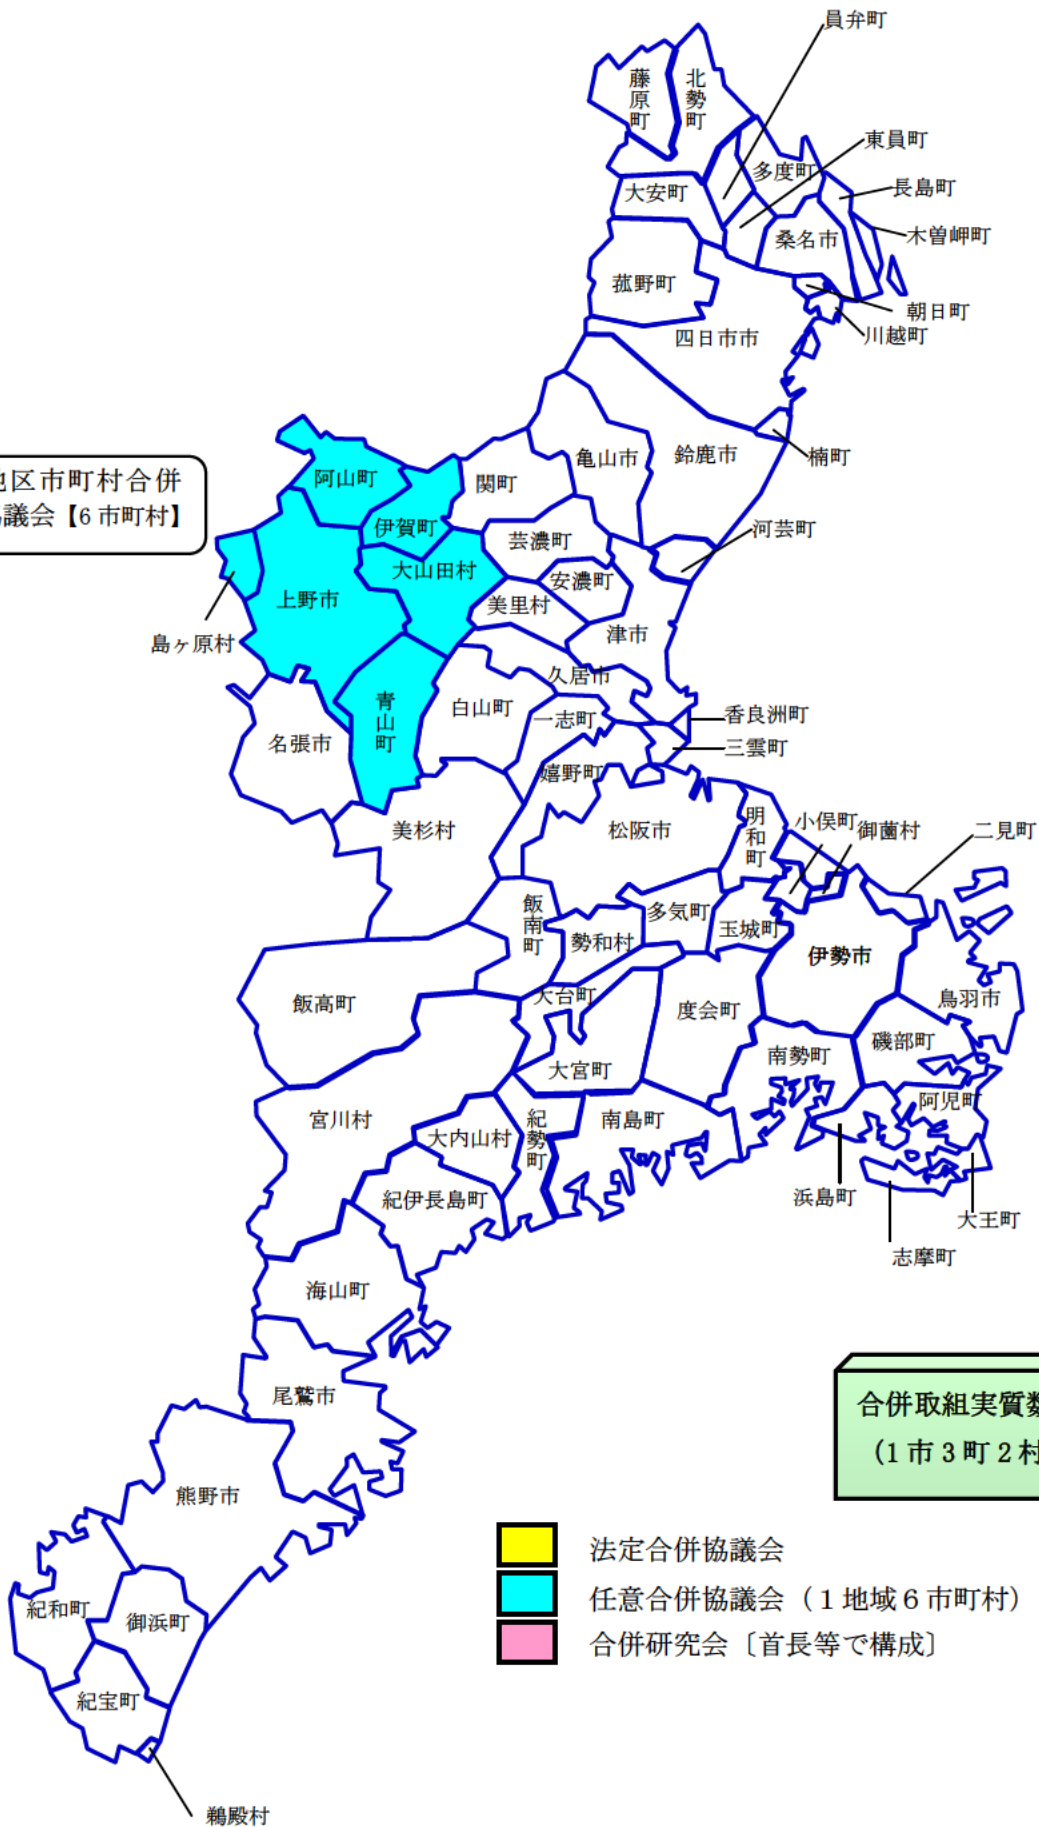 員弁町
藤原町
北勢町
東員町
多度町
長島町
大安町
木曽岬町
桑名市
菰野町
朝日町
川越町
四日市市
鈴鹿市
亀山市
楠町
関町
阿山町
地区市町村合併
協議会【6市町村】
伊賀町
河芸町
芸濃町
大山田村
安濃町
上野市
美里村
津市
島ヶ原村
久居市
青山町
白山町
一志町
香良洲町
名張市
三雲町
嬉野町
美杉村
松阪市
明和町
小俣町
御薗村
二見町
飯南町
多気町
玉城町
勢和村
伊勢市
飯高町
大台町
度会町
鳥羽市
磯部町
南勢町
大宮町
阿児町
宮川村
大内山村
紀勢町
南島町
紀伊長島町
浜島町
大王町
志摩町
海山町
尾鷲市
合併取組実質数
(1市3町2村
熊野市
法定合併協議会
任意合併協議会（1地域6市町村）
合併研究会〔首長等で構成〕
紀和町
御浜町
紀宝町
鵜殿村